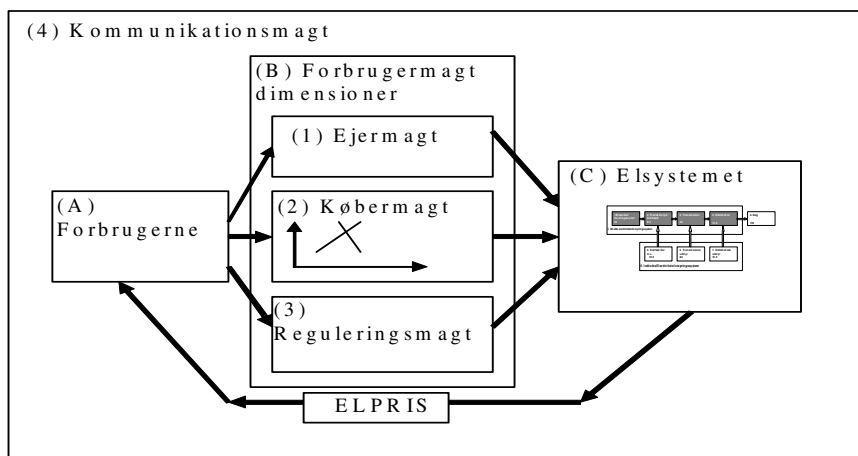 (4) Kommunikationsmagt
(B) Forbrugermagt
dimensioner
(1) Ejermagt
(A)
Forbrugerne
(2) Købermagt
(3)
Reguleringsmagt
(C) Elsystemet
ELPRIS